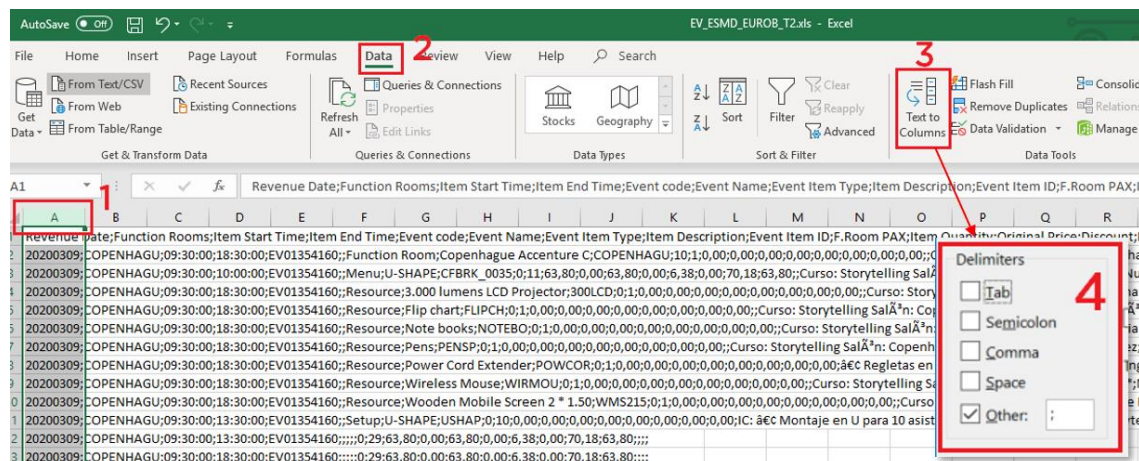 AutoSave Off
EV_ESMD_EUROB_T2.xls - Excel
File Home Insert Page Layout Formulas Data Review View Help Search
2
3
Get Data
From Text/CSV
From Web
From Table/Range
Recent Sources
Existing Connections
Get & Transform Data
Refresh All
Queries & Connections
Properties
Edit Links
Queries & Connections
Stocks
Geography
Data Types
Sort
Filter
Clear
Reapply
Advanced
Sort & Filter
Text to Columns
Flash Fill
Remove Duplicates
Data Validation
Consolid
Relation
Manage
Data Tools
A1
1
fx
Revenue Date;Function Rooms;Item Start Time;Item End Time;Event code;Event Name;Event Item Type;Item Description;Event Item ID;F.Room PAX;
A B C D E F G H I J K L M N O P Q R
Revenue Date;Function Rooms;Item Start Time;Item End Time;Event code;Event Name;Event Item Type;Item Description;Event Item ID;F.Room PAX;Item Quantity;Original Price;Discount;
2 20200309;COPENHAGU;09:30:00;18:30:00;EV01354160;;Function Room;Copenhague Accenture C;COPENHAGU;10;1;0,00;0,00;0,00;0,00;0,00;0,00;0,00;;
20200309;COPENHAGU;09:30:00;10:00:00;EV01354160;;Menu;U-SHAPE;CFBRK_0035;0;11;63,80;0,00;63,80;0,00;6,38;0,00;70,18;63,80;;Curso: Storytelling
4 20200309;COPENHAGU;09:30:00;18:30:00;EV01354160;;Resource;3.000 lumens LCD Projector;300LCD;0;1;0,00;0,00;0,00;0,00;0,00;0,00;0,00;0,00;;Curso: Story
20200309;COPENHAGU;09:30:00;18:30:00;EV01354160;;Resource;Flip chart;FLIPCH;0;1;0,00;0,00;0,00;0,00;0,00;0,00;0,00;0,00;;Curso: Storytelling SalÃ³n:
20200309;COPENHAGU;09:30:00;18:30:00;EV01354160;;Resource;Note books;NOTEBO;0;1;0,00;0,00;0,00;0,00;0,00;0,00;0,00;0,00;;Curso: Storytelling SalÃ³n:
7 20200309;COPENHAGU;09:30:00;18:30:00;EV01354160;;Resource;Pens;PENSP;0;1;0,00;0,00;0,00;0,00;0,00;0,00;0,00;0,00;;Curso: Storytelling SalÃ³n: Copenh
20200309;COPENHAGU;09:30:00;18:30:00;EV01354160;;Resource;Power Cord Extender;POWCOR;0;1;0,00;0,00;0,00;0,00;0,00;0,00;0,00;0,00;â€¢ Regletas en
20200309;COPENHAGU;09:30:00;18:30:00;EV01354160;;Resource;Wireless Mouse;WIRMOU;0;1;0,00;0,00;0,00;0,00;0,00;0,00;0,00;0,00;;Curso: Storytelling
0 20200309;COPENHAGU;09:30:00;18:30:00;EV01354160;;Resource;Wooden Mobile Screen 2 * 1.50;WMS215;0;1;0,00;0,00;0,00;0,00;0,00;0,00;0,00;0,00;;Curso
1 20200309;COPENHAGU;09:30:00;13:30:00;EV01354160;;Setup;U-SHAPE;USHAP;0;10;0,00;0,00;0,00;0,00;0,00;0,00;0,00;0,00;IC: â€¢ Montaje en U para 10 asist
2 20200309;COPENHAGU;09:30:00;18:30:00;EV01354160;;;;;0;29;63,80;0,00;63,80;0,00;6,38;0,00;70,18;63,80;;;;
3 20200309;COPENHAGU;09:30:00;13:30:00;EV01354160;;;;;0;29;63,80;0,00;63,80;0,00;6,38;0,00;70,18;63,80;;;;
Delimiters
4
Tab
Semicolon
Comma
Space
Other: ;